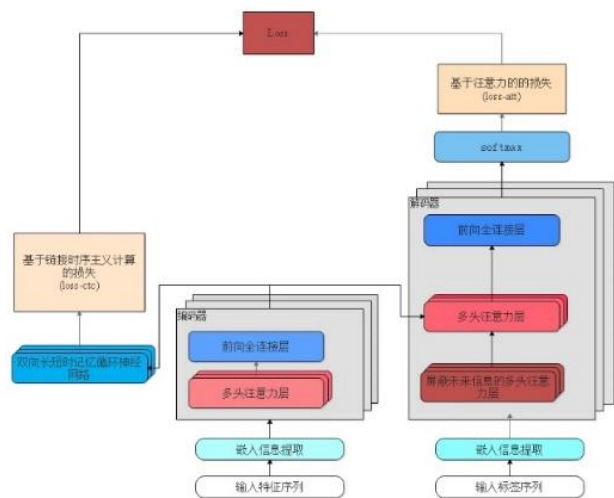 Loss
基于注意力的的损失
(loss-att)
softmax
解码器
前向全连接层
基于链接时序主义计算
的损失
(loss-ctc)
多头注意力层
编码器
前向全连接层
双向长短时记忆循环神经
网络
多头注意力层
屏蔽未来信息的多头注意
力层
嵌入信息提取
嵌入信息提取
输入特征序列
输入标签序列